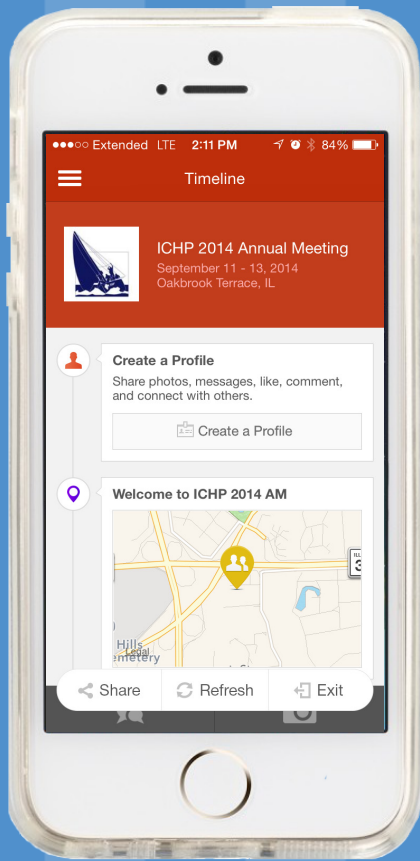 Extended LTE 2:11 PM 84%
Timeline
ICHP 2014 Annual Meeting
September 11 - 13, 2014
Oakbrook Terrace, IL
Create a Profile
Share photos, messages, like, comment,
and connect with others.
Create a Profile
Welcome to ICHP 2014 AM
Hills
Legal
Share Refresh Exit